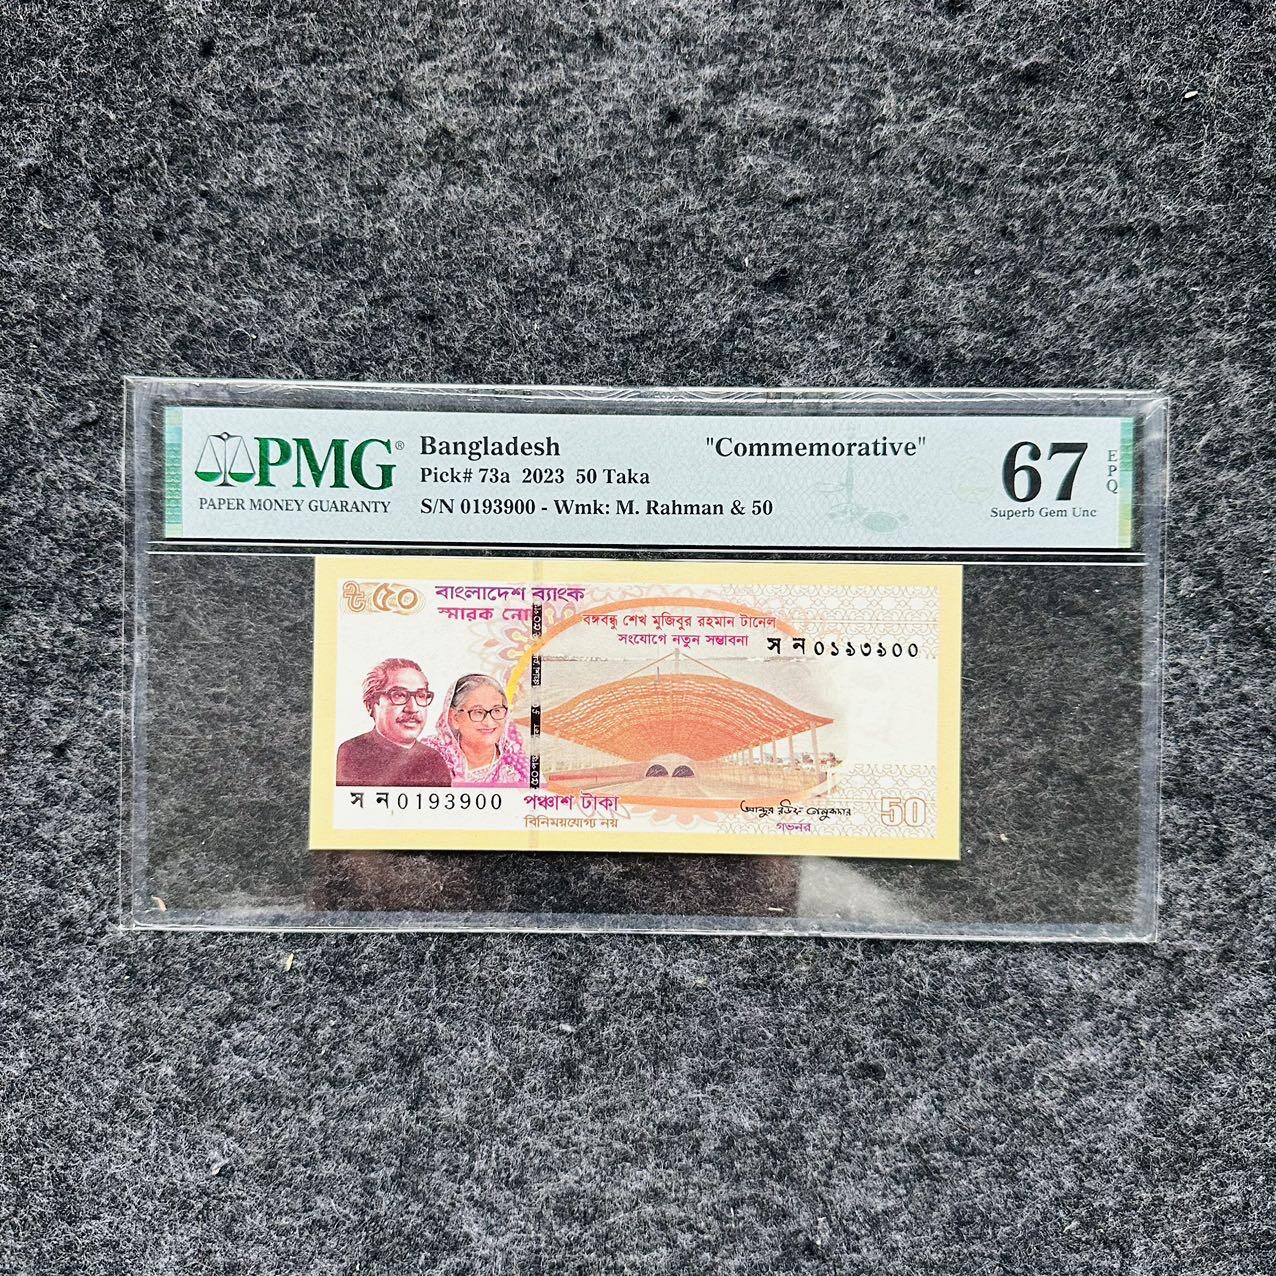 PMG®
PAPER MONEY GUARANTY
Bangladesh "Commemorative"
Pick# 73a 2023 50 Taka
S/N 0193900 - Wmk: M. Rahman & 50
67
EPQ
Superb Gem Unc
৳ ৫০
বাংলাদেশ ব্যাংক
স্মারক নো
বঙ্গবন্ধু শেখ মুজিবুর রহমান টানেল
সংযোগে নতুন সম্ভাবনা
স ন ০১৯৩৯০০
স ন 0193900
পঞ্চাশ টাকা
বিনিময়যোগ্য নয়
গভর্নর
50